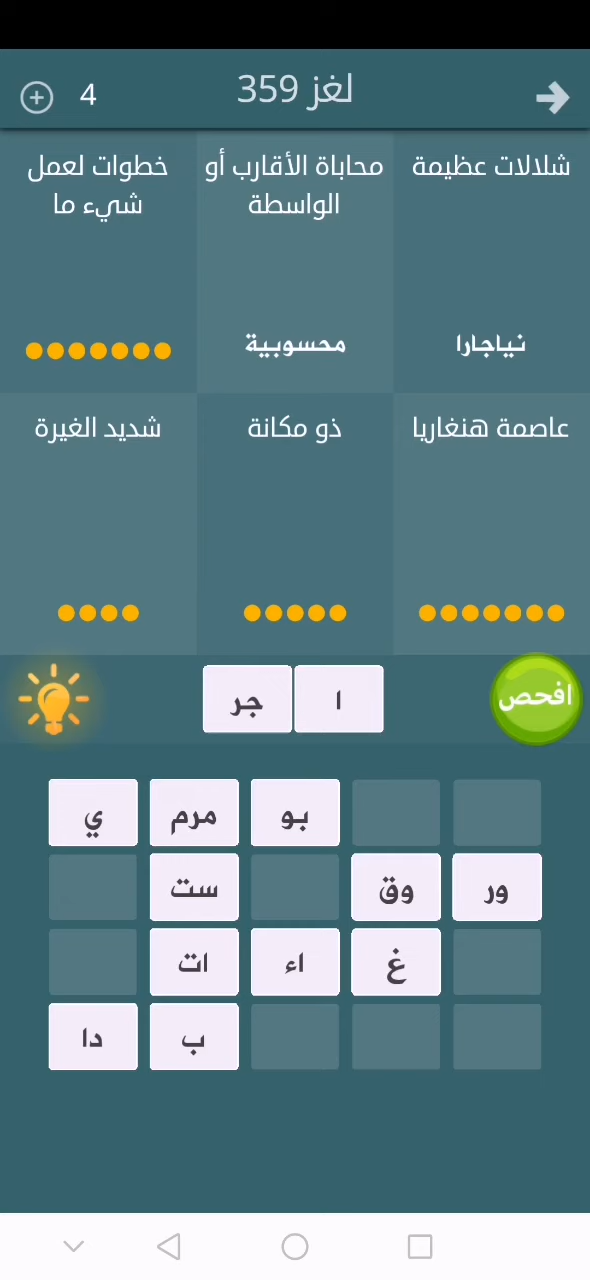 لغز 359
4
شلالات عظيمة
نياجارا
محاباة الأقارب أو
الواسطة
محسوبية
خطوات لعمل
شيء ما
عاصمة هنغاريا
ذو مكانة
شديد الغيرة
افحص
ا
جر
بو
مرم
ي
ور
وق
ست
غ
اء
ات
ب
دا